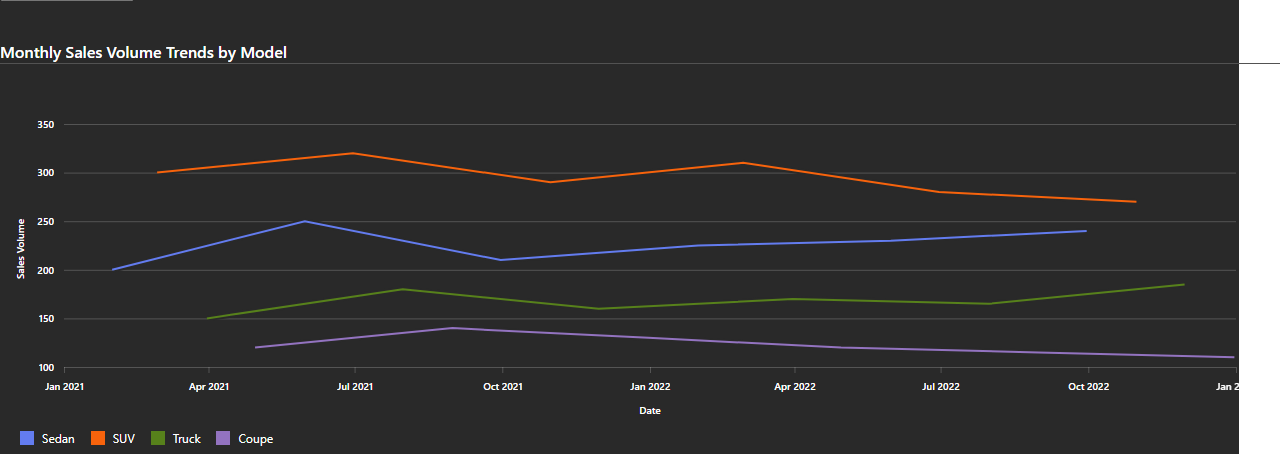 Monthly Sales Volume Trends by Model
350
300
250
200
150
100
Sales Volume
Jan 2021 Apr 2021 Jul 2021 Oct 2021 Jan 2022 Apr 2022 Jul 2022 Oct 2022 Jan 2
Date
Sedan SUV Truck Coupe